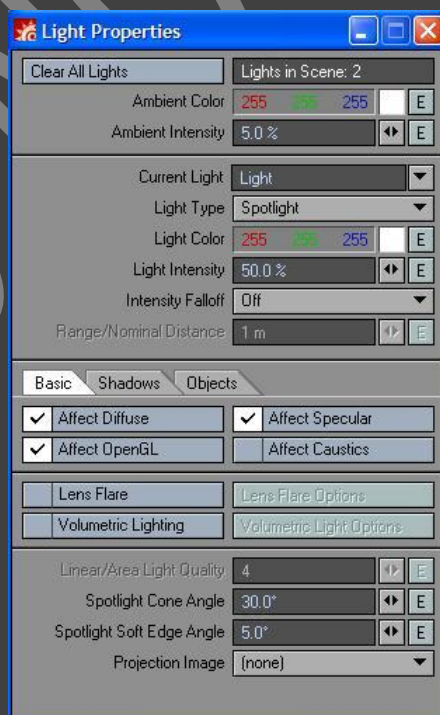 Light Properties
Clear All Lights Lights in Scene: 2
Ambient Color 255 255 255 E
Ambient Intensity 5.0 % E
Current Light Light
Light Type Spotlight
Light Color 255 255 255 E
Light Intensity 50.0 % E
Intensity Falloff Off
Range/Nominal Distance 1 m E
Basic Shadows Objects
Affect Diffuse Affect Specular
Affect OpenGL Affect Caustics
Lens Flare Lens Flare Options
Volumetric Lighting Volumetric Light Options
Linear/Area Light Quality 4 E
Spotlight Cone Angle 30.0° E
Spotlight Soft Edge Angle 5.0° E
Projection Image (none)